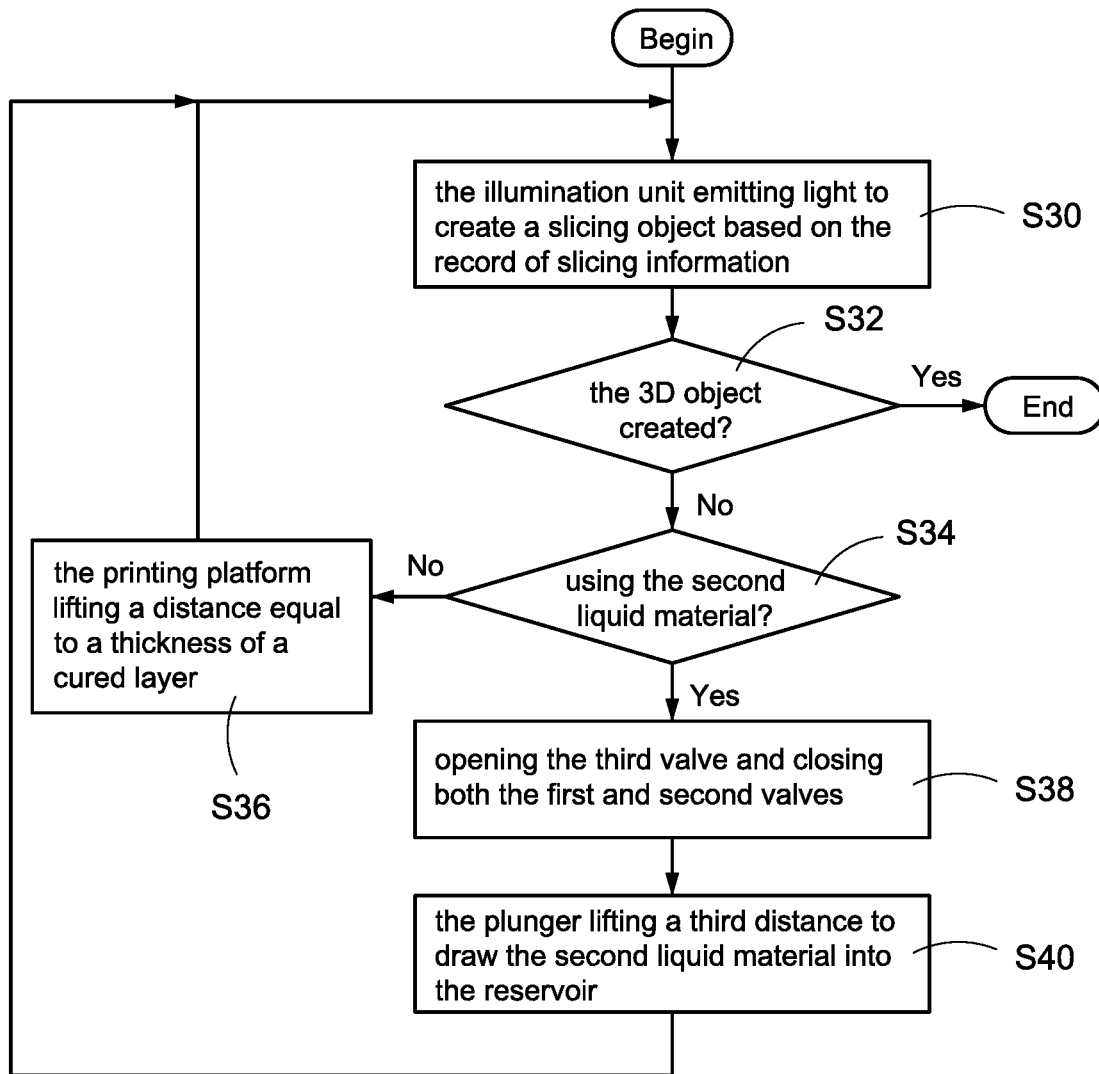 Begin
the illumination unit emitting light to
create a slicing object based on the
record of slicing information
S30
S32
the 3D object
created?
Yes
End
No
S34
using the second
liquid material?
No
the printing platform
lifting a distance equal
to a thickness of a
cured layer
S36
Yes
opening the third valve and closing
both the first and second valves
S38
the plunger lifting a third distance to
draw the second liquid material into
the reservoir
S40